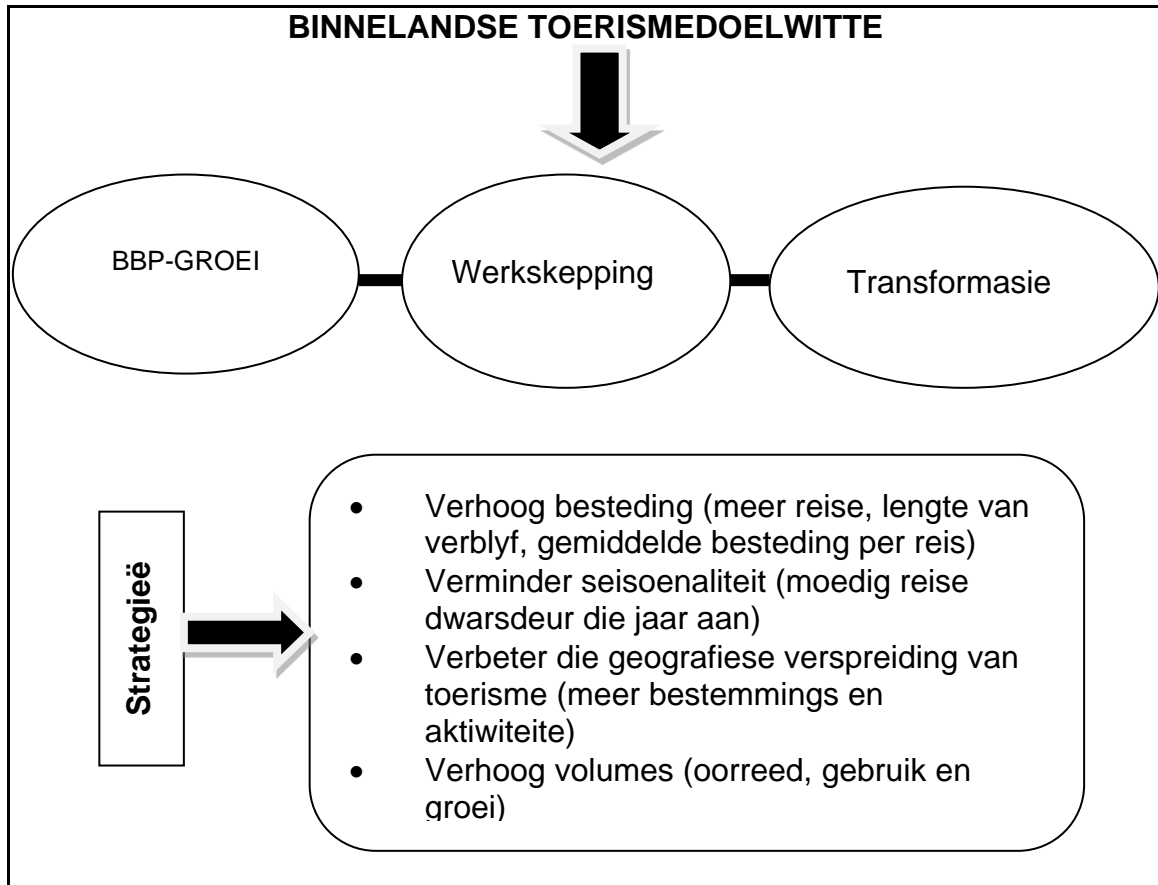 BINNELANDSE TOERISMEDOELWITTE
BBP-GROEI
Werkskepping
Transformasie
Strategieë
• Verhoog besteding (meer reise, lengte van
verblyf, gemiddelde besteding per reis)
• Verminder seisoenaliteit (moedig reise
dwarsdeur die jaar aan)
• Verbeter die geografiese verspreiding van
toerisme (meer bestemmings en
aktiwiteite)
• Verhoog volumes (oorreed, gebruik en
groei)